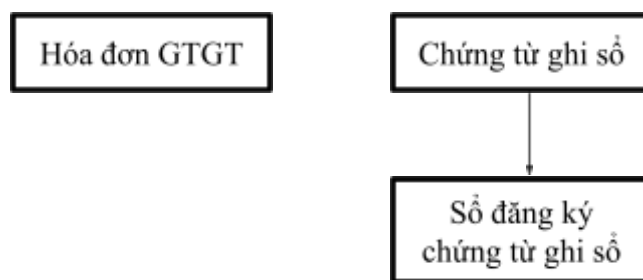 Hóa đơn GTGT
Chứng từ ghi sổ
Sổ đăng ký
chứng từ ghi sổ